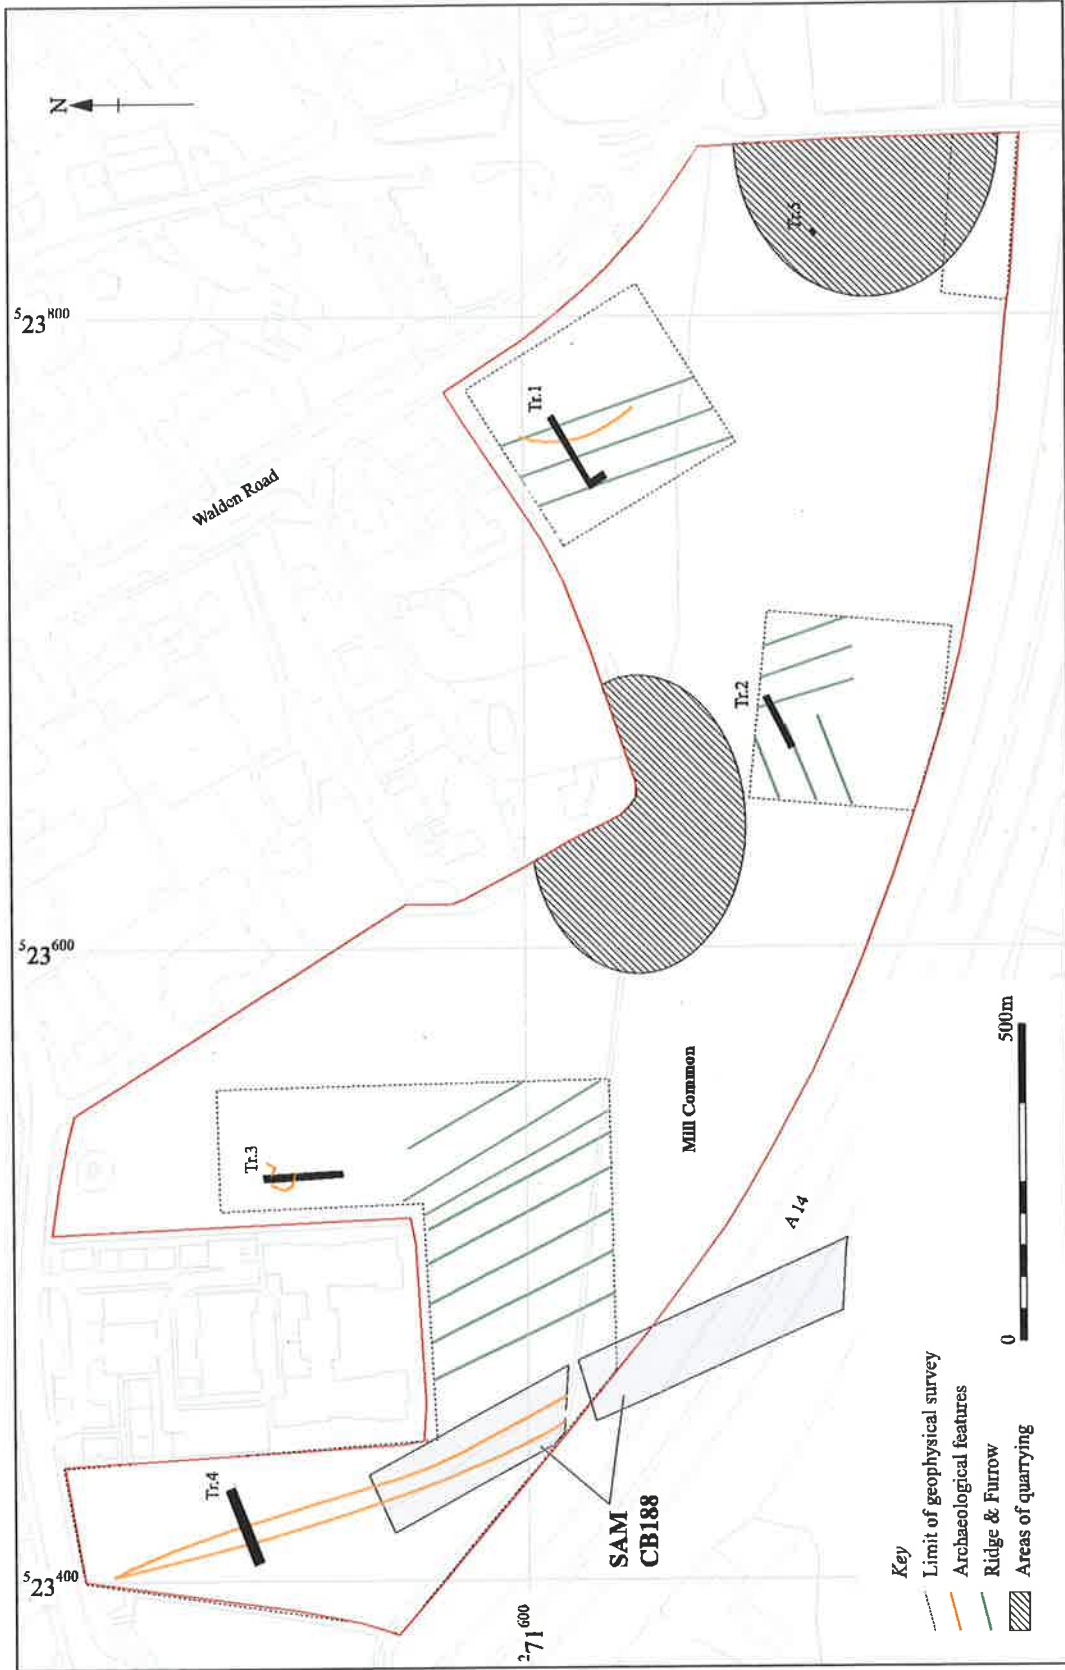 N
⁵23⁸⁰⁰
Walden Road
Tr.1
Tr.5
⁵23⁶⁰⁰
Tr.2
Tr.3
Mill Common
A14
Tr.4
⁵23⁴⁰⁰
²71⁶⁰⁰
SAM
CB188
0
500m
Key
Limit of geophysical survey
Archaeological features
Ridge & Furrow
Areas of quarrying